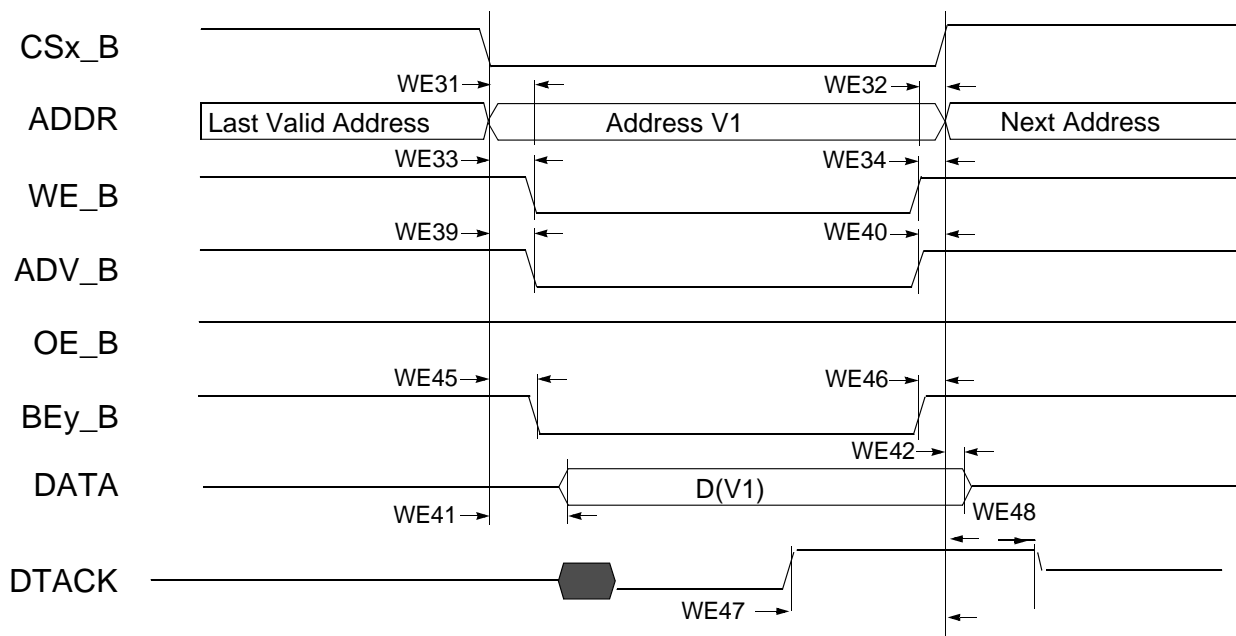 CSx_B
WE31
WE32
ADDR
Last Valid Address
Address V1
Next Address
WE33
WE34
WE_B
WE39
WE40
ADV_B
OE_B
WE45
WE46
BEy_B
WE42
DATA
D(V1)
WE41
WE48
DTACK
WE47